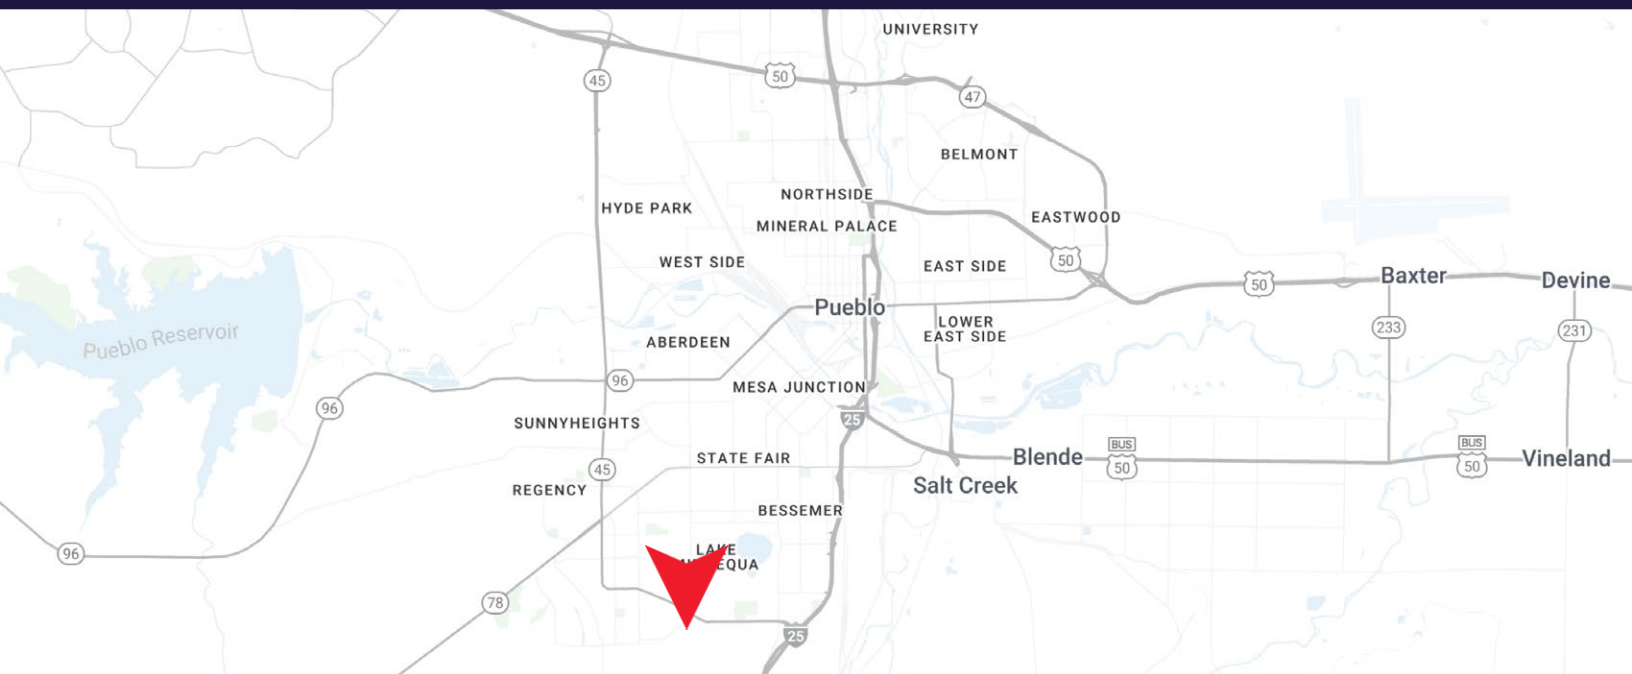 UNIVERSITY
45
50
47
BELMONT
NORTHSIDE
HYDE PARK
EASTWOOD
MINERAL PALACE
WEST SIDE
EAST SIDE
50
50
Baxter
Devine
Pueblo
Pueblo Reservoir
LOWER
EAST SIDE
233
231
ABERDEEN
96
MESA JUNCTION
96
25
SUNNYHEIGHTS
STATE FAIR
Blende
BUS
50
BUS
50
Vineland
45
REGENCY
Salt Creek
BESSEMER
96
LAKE
78
25